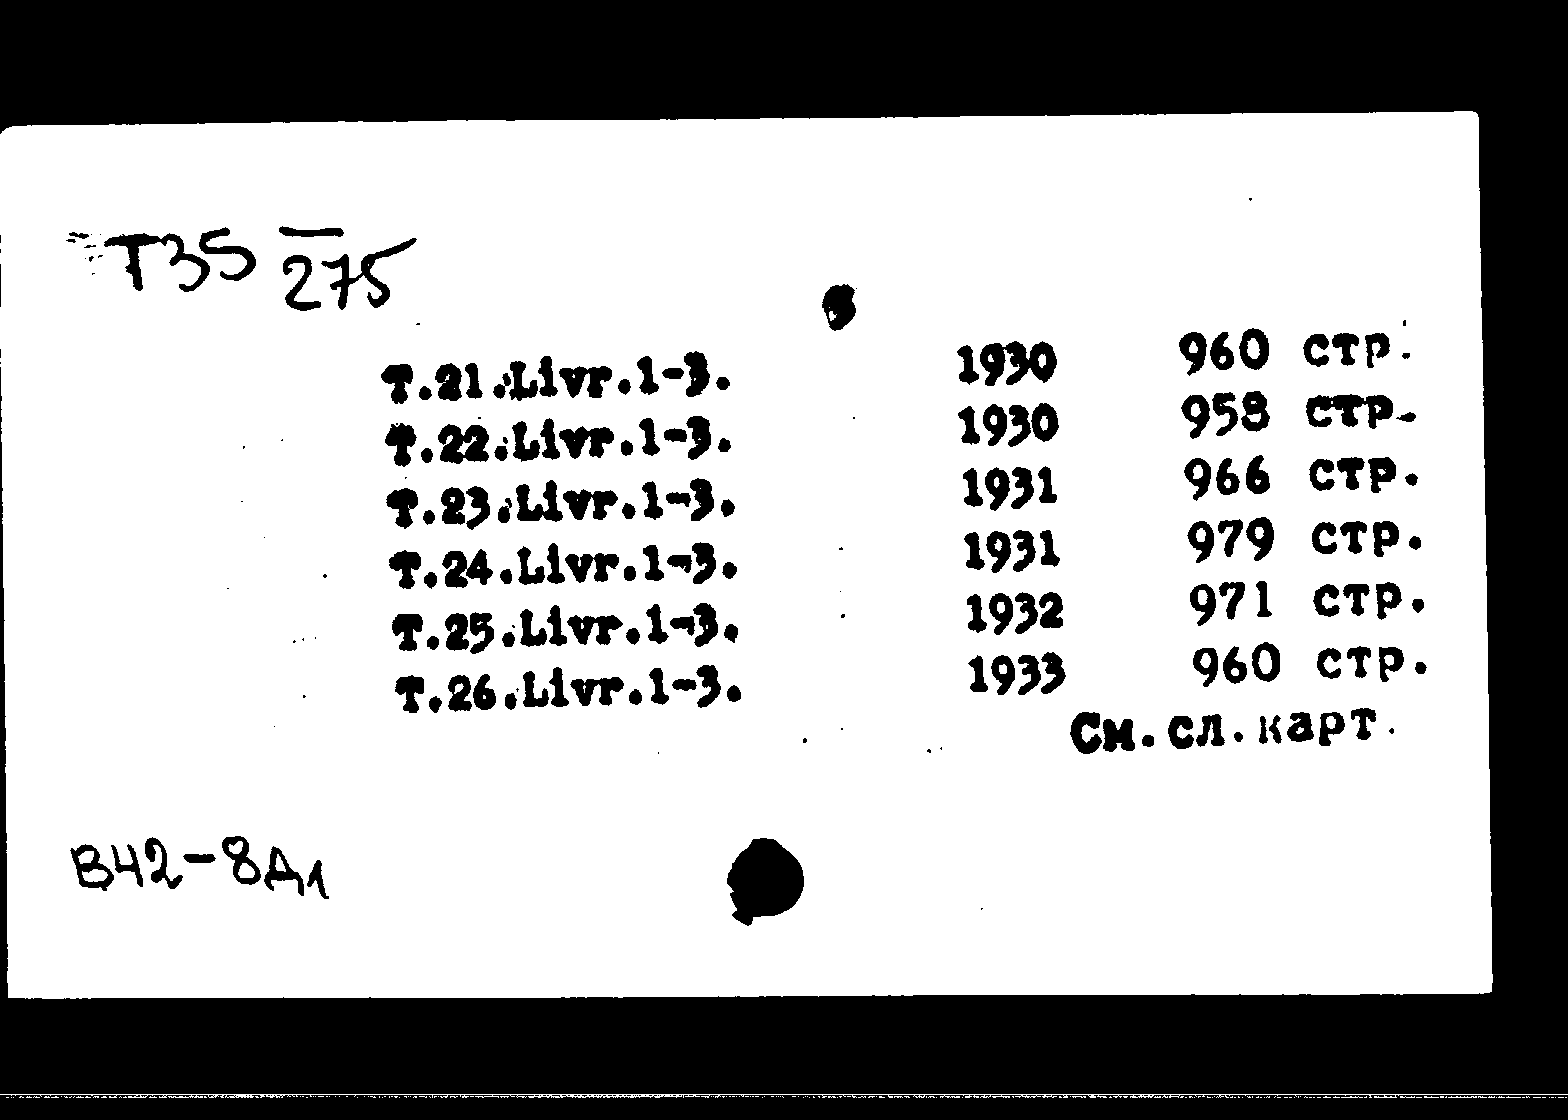 Т35 —/275
T.21.Livr.1-3. 1930 960 стр.
T.22.Livr.1-3. 1930 958 стр.
T.23.Livr.1-3. 1931 966 стр.
T.24.Livr.1-3. 1931 979 стр.
T.25.Livr.1-3. 1932 971 стр.
T.26.Livr.1-3. 1933 960 стр.
См.сл.карт.
В42-8Д1